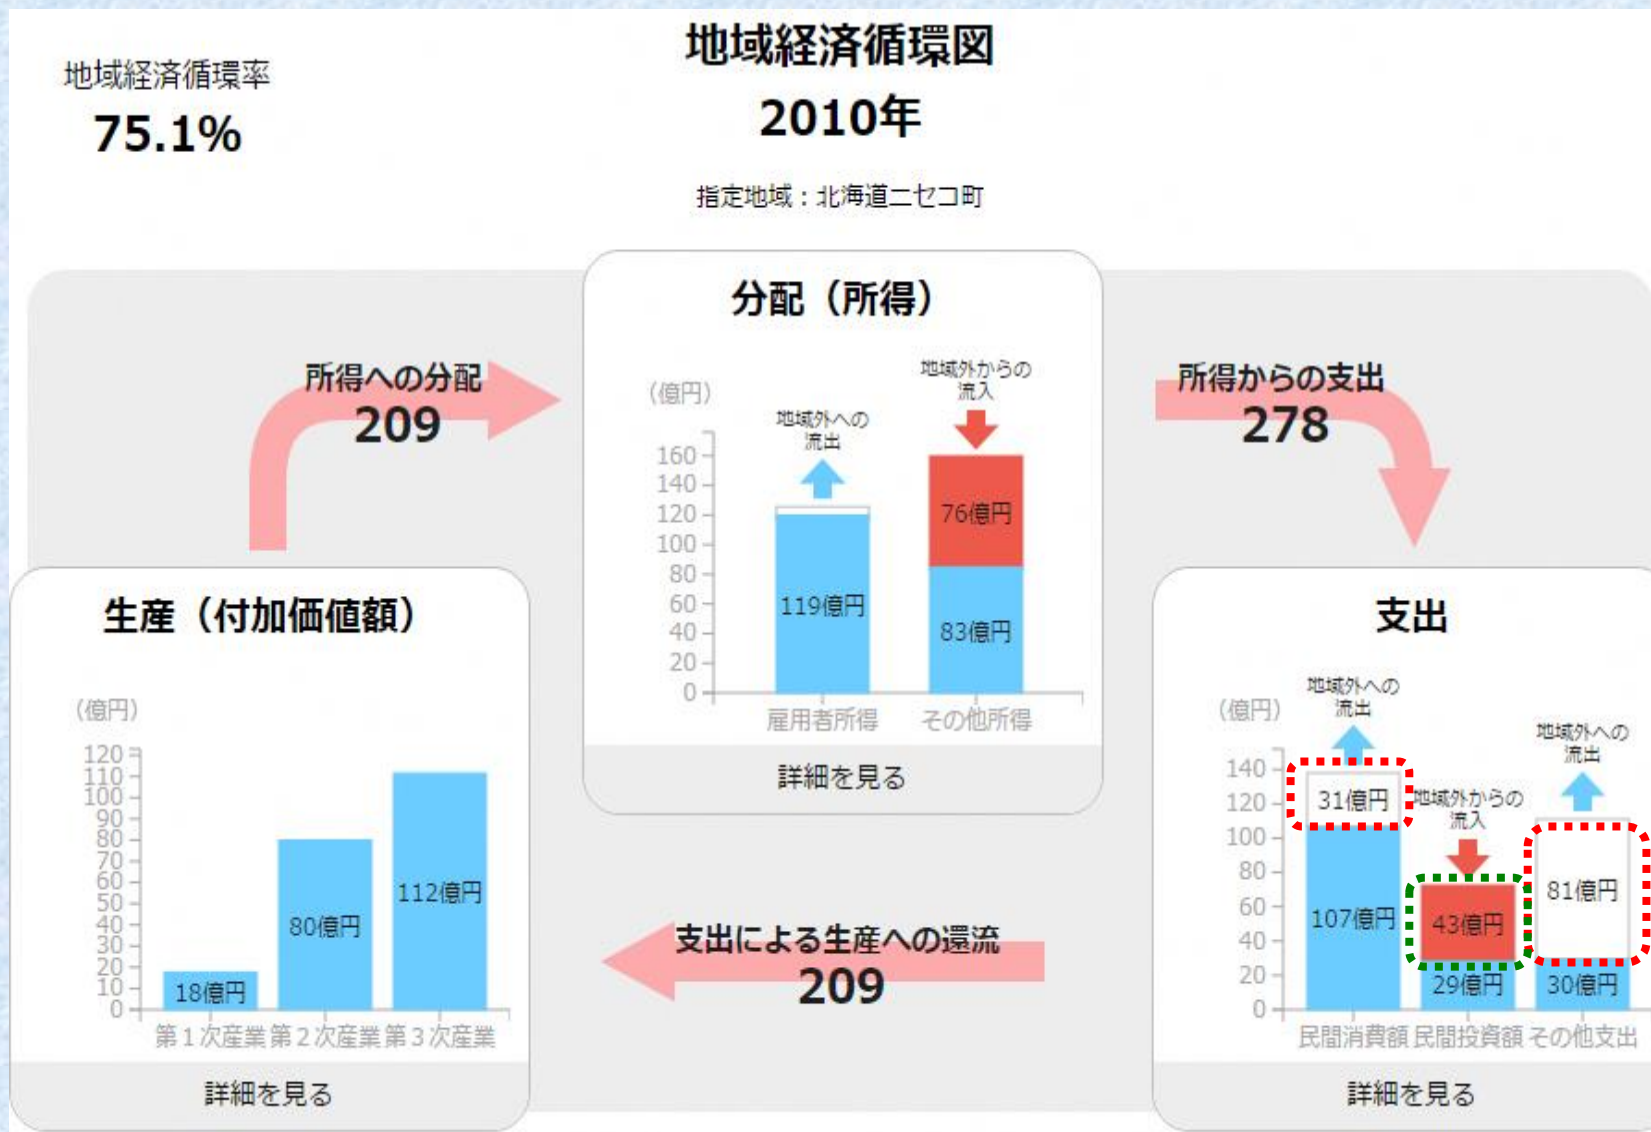 地域経済循環図
2010年
指定地域：北海道ニセコ町
地域経済循環率
75.1%
所得への分配
209
分配（所得）
（億円）
地域外への
流出
地域外からの
流入
160
140
120
100
80
60
40
20
0
119億円
76億円
83億円
雇用者所得
その他所得
詳細を見る
所得からの支出
278
生産（付加価値額）
（億円）
120
110
100
90
80
70
60
50
40
30
20
10
0
18億円
80億円
112億円
第１次産業
第２次産業
第３次産業
詳細を見る
支出による生産への還流
209
支出
（億円）
地域外への
流出
地域外からの
流入
地域外への
流出
140
120
100
80
60
40
20
0
31億円
107億円
43億円
29億円
81億円
30億円
民間消費額
民間投資額
その他支出
詳細を見る